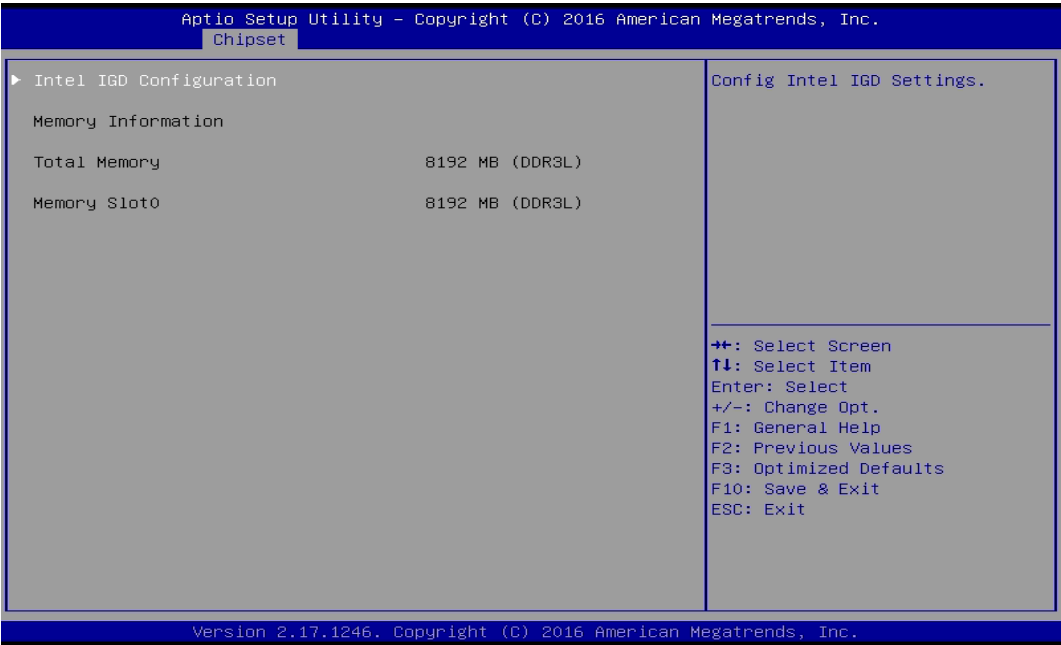 Aptio Setup Utility – Copyright (C) 2016 American Megatrends, Inc.
Chipset
▶ Intel IGD Configuration
Memory Information
Total Memory 8192 MB (DDR3L)
Memory Slot0 8192 MB (DDR3L)
Config Intel IGD Settings.
→←: Select Screen
↑↓: Select Item
Enter: Select
+/-: Change Opt.
F1: General Help
F2: Previous Values
F3: Optimized Defaults
F10: Save & Exit
ESC: Exit
Version 2.17.1246. Copyright (C) 2016 American Megatrends, Inc.